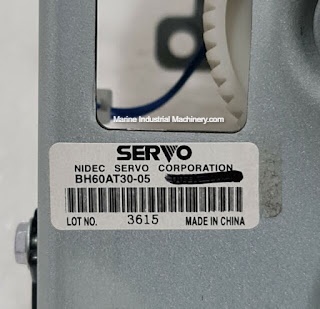 Marine Industrial Machinery.com
SERVO
NIDEC SERVO CORPORATION
BH60AT30-05
LOT NO. 3615 MADE IN CHINA